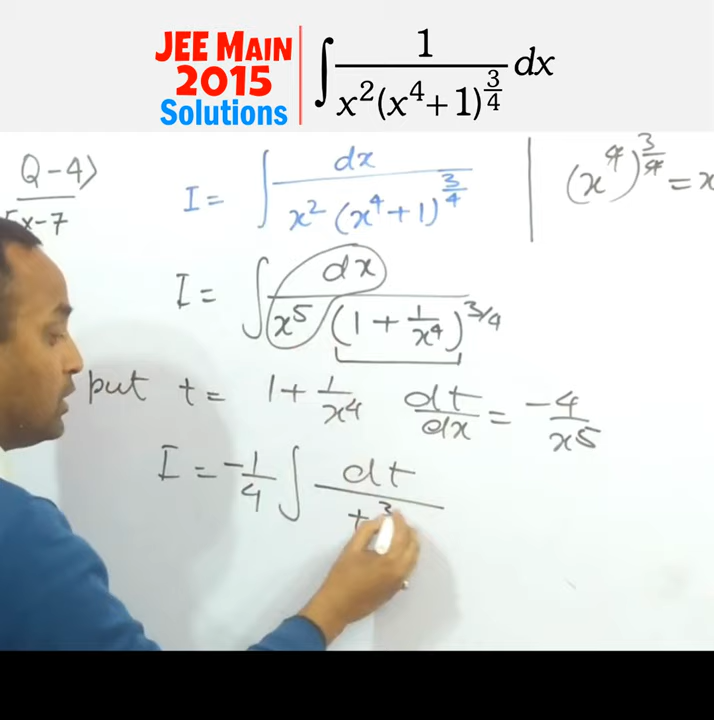 JEE MAIN
2015
Solutions
∫ 1/(x²(x⁴+1)^(3/4)) dx
Q-4)
5x-7
I = ∫ dx/(x² (x⁴+1)^(3/4))
(x⁴)^(3/4) = x
I = ∫ dx/(x⁵ (1 + 1/x⁴)^(3/4))
put t = 1 + 1/x⁴ dt/dx = -4/x⁵
I = -1/4 ∫ dt/t³